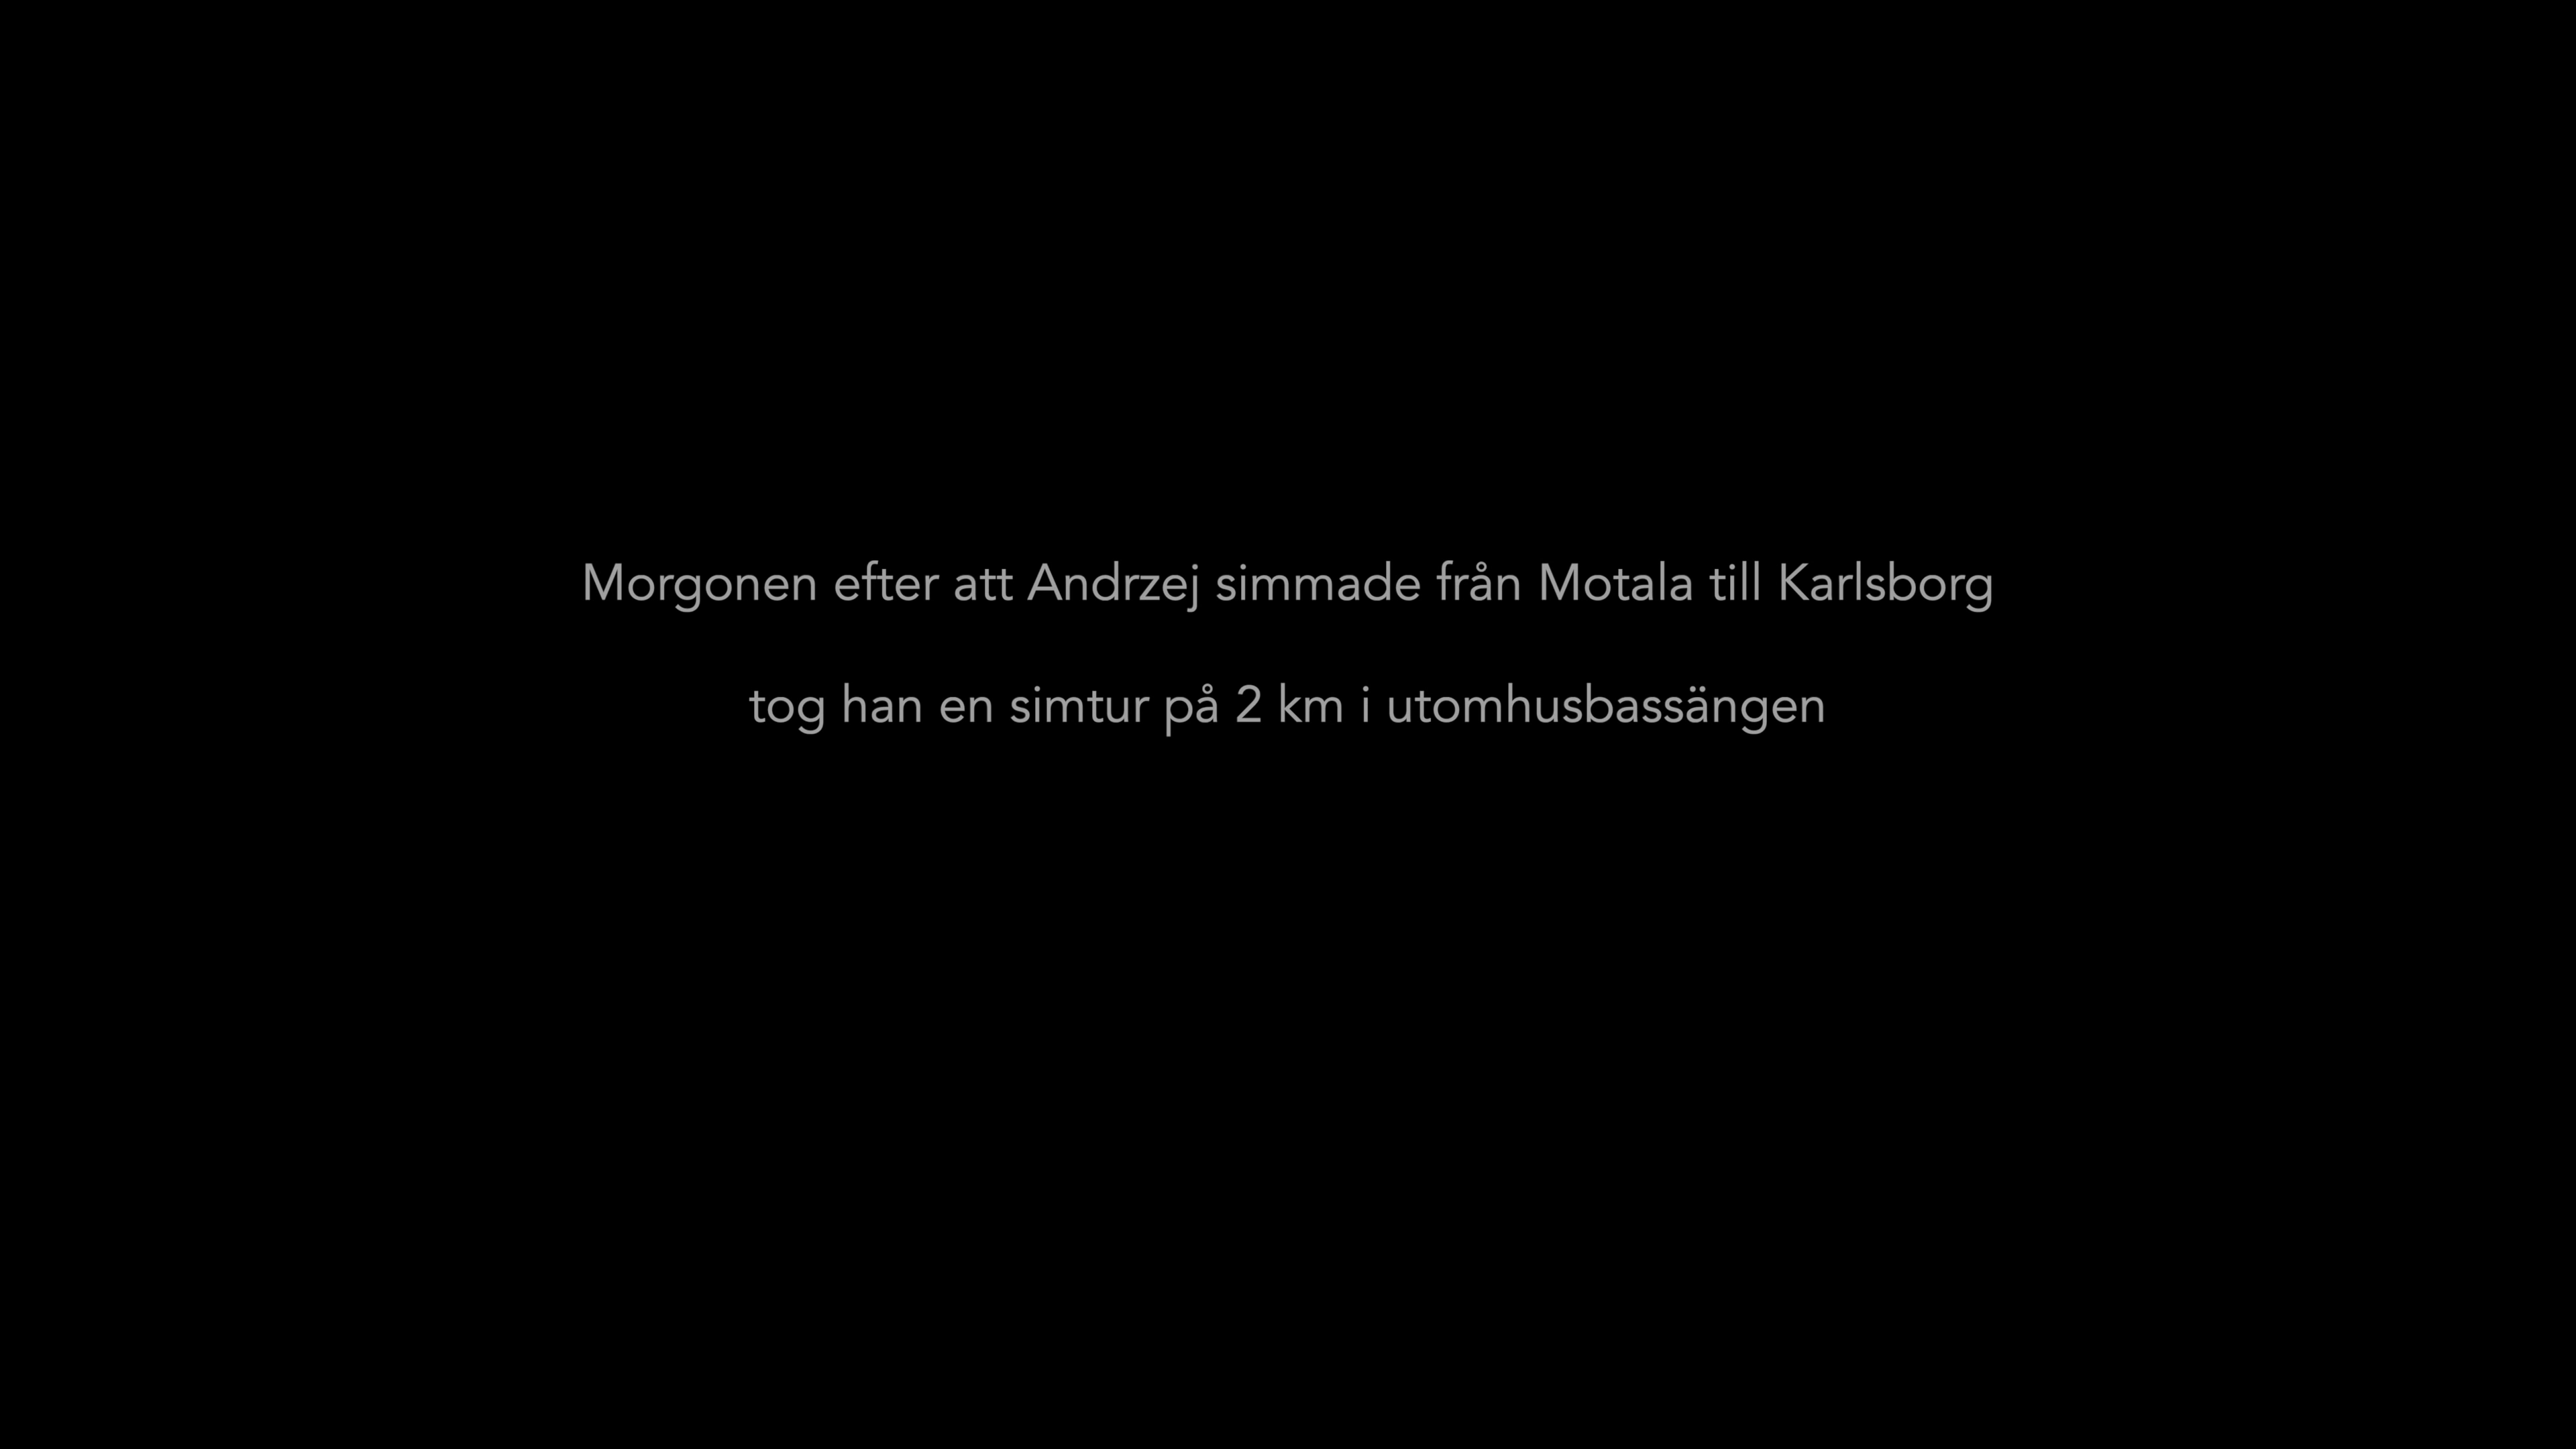 Morgonen efter att Andrzej simmade från Motala till Karlsborg
tog han en simtur på 2 km i utomhusbassängen